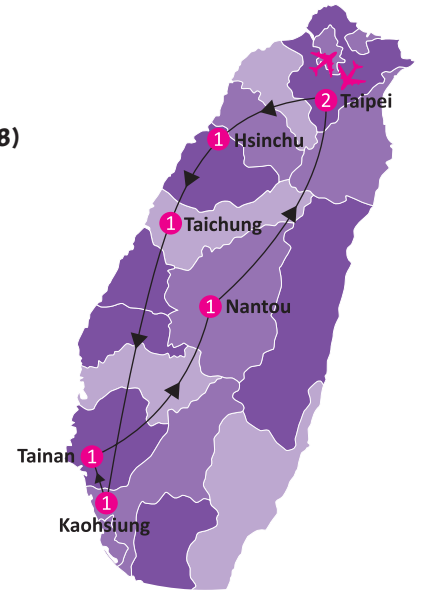 8)
2 Taipei
1 Hsinchu
1 Taichung
1 Nantou
Tainan 1
1
Kaohsiung